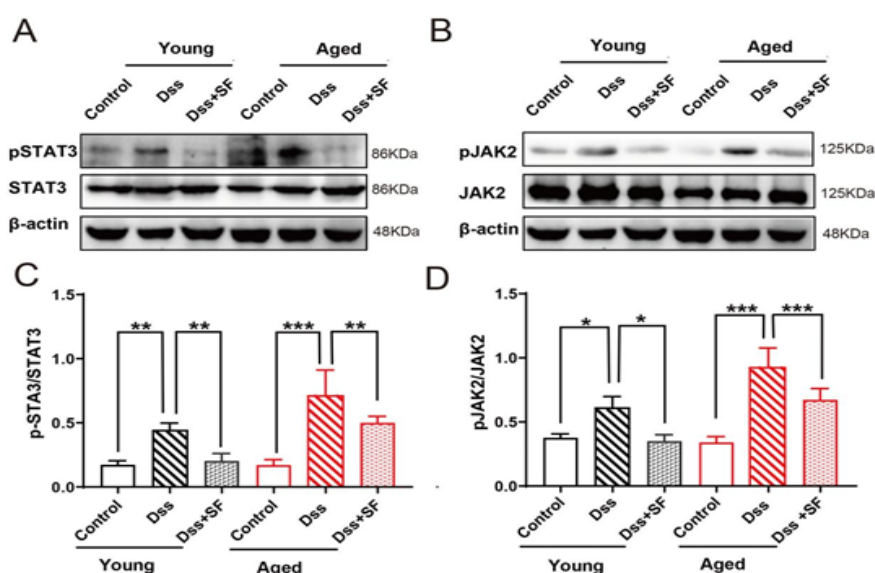 A
Young
Aged
Control
Dss
Dss+SF
Control
Dss
Dss+SF
pSTAT3
86KDa
STAT3
86KDa
β-actin
48KDa
B
Young
Aged
Control
Dss
Dss+SF
Control
Dss
Dss+SF
pJAK2
125KDa
JAK2
125KDa
β-actin
48KDa
C
p-STA3/STAT3
1.5
1.0
0.5
0.0
**
**
***
**
Control
Dss
Dss+SF
Control
Dss
Dss+SF
Young
Aged
D
pJAK2/JAK2
1.5
1.0
0.5
0.0
*
*
***
***
Control
Dss
Dss+SF
Control
Dss
Dss+SF
Young
Aged